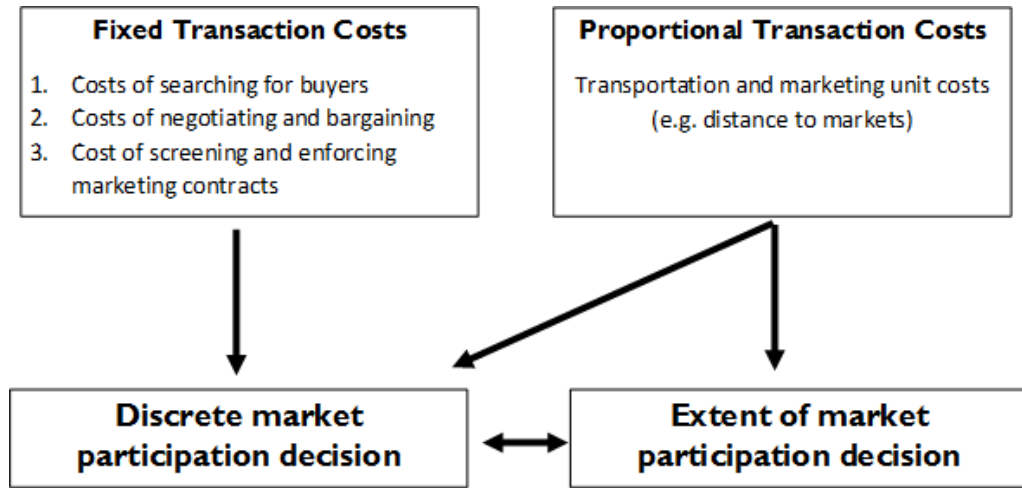 Fixed Transaction Costs
1. Costs of searching for buyers
2. Costs of negotiating and bargaining
3. Cost of screening and enforcing
marketing contracts
Proportional Transaction Costs
Transportation and marketing unit costs
(e.g. distance to markets)
Discrete market
participation decision
Extent of market
participation decision